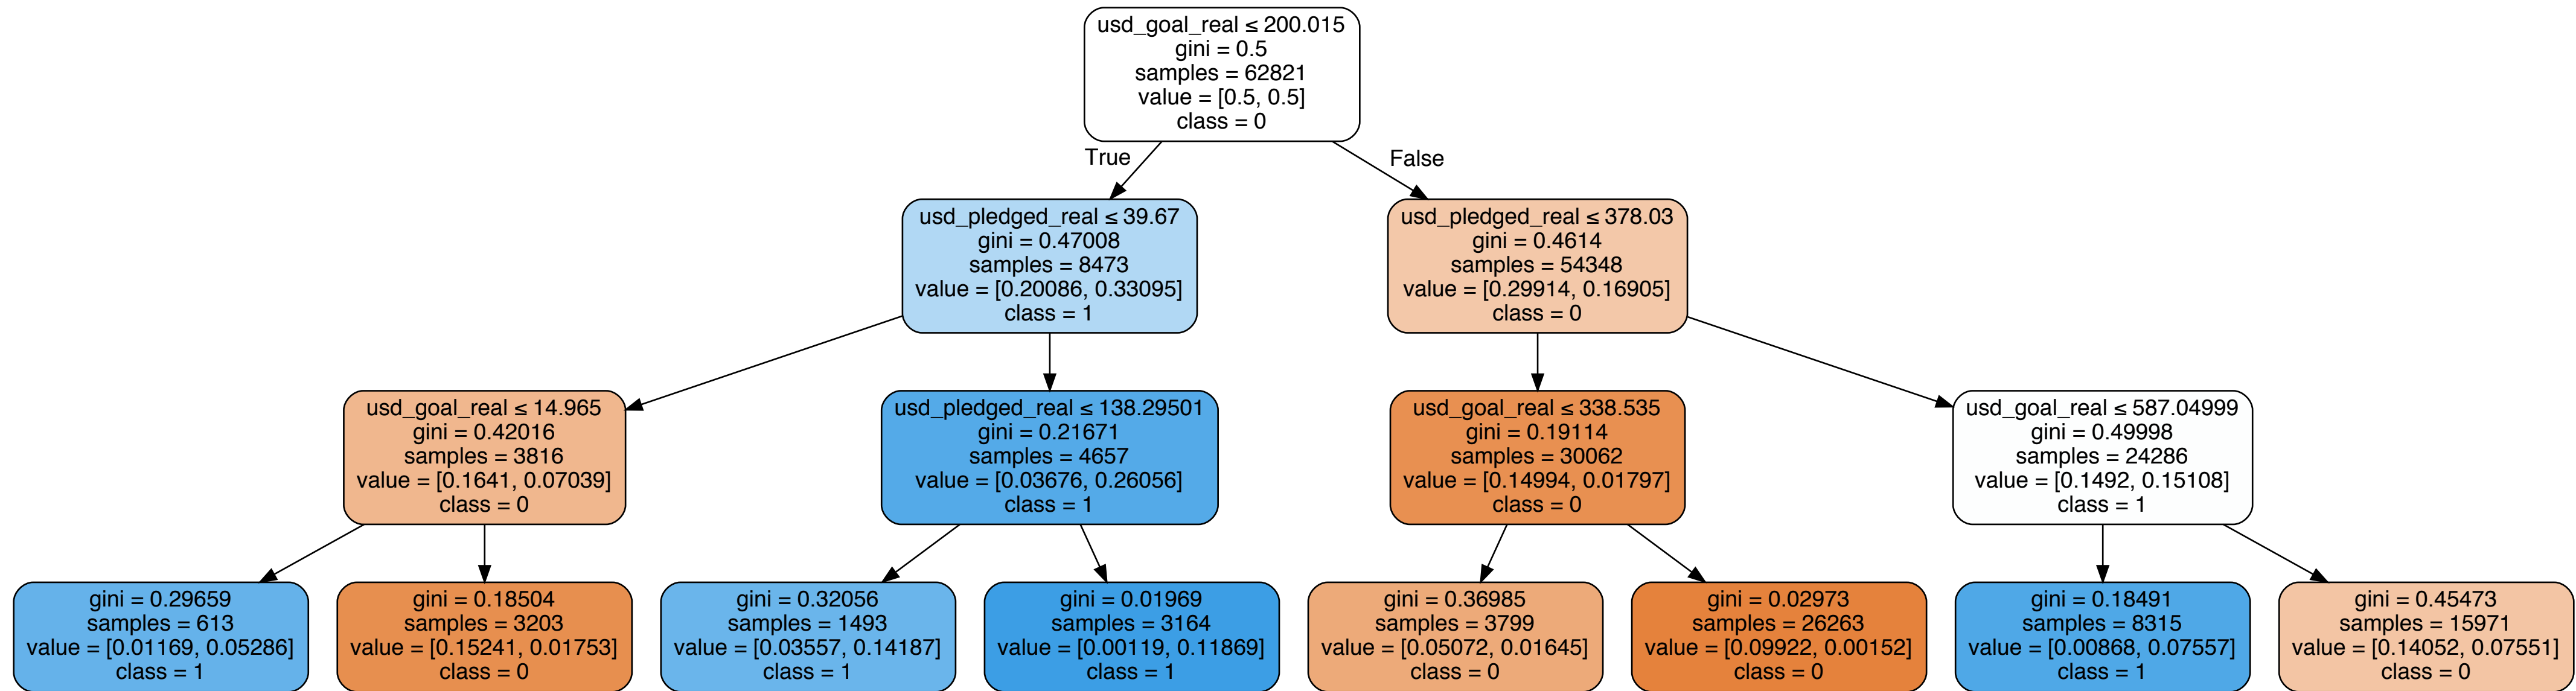 usd_goal_real ≤ 200.015
gini = 0.5
samples = 62821
value = [0.5, 0.5]
class = 0
True
False
usd_pledged_real ≤ 39.67
gini = 0.47008
samples = 8473
value = [0.20086, 0.33095]
class = 1
usd_pledged_real ≤ 378.03
gini = 0.4614
samples = 54348
value = [0.29914, 0.16905]
class = 0
usd_goal_real ≤ 14.965
gini = 0.42016
samples = 3816
value = [0.1641, 0.07039]
class = 0
usd_pledged_real ≤ 138.29501
gini = 0.21671
samples = 4657
value = [0.03676, 0.26056]
class = 1
usd_goal_real ≤ 338.535
gini = 0.19114
samples = 30062
value = [0.14994, 0.01797]
class = 0
usd_goal_real ≤ 587.04999
gini = 0.49998
samples = 24286
value = [0.1492, 0.15108]
class = 1
gini = 0.29659
samples = 613
value = [0.01169, 0.05286]
class = 1
gini = 0.18504
samples = 3203
value = [0.15241, 0.01753]
class = 0
gini = 0.32056
samples = 1493
value = [0.03557, 0.14187]
class = 1
gini = 0.01969
samples = 3164
value = [0.00119, 0.11869]
class = 1
gini = 0.36985
samples = 3799
value = [0.05072, 0.01645]
class = 0
gini = 0.02973
samples = 26263
value = [0.09922, 0.00152]
class = 0
gini = 0.18491
samples = 8315
value = [0.00868, 0.07557]
class = 1
gini = 0.45473
samples = 15971
value = [0.14052, 0.07551]
class = 0